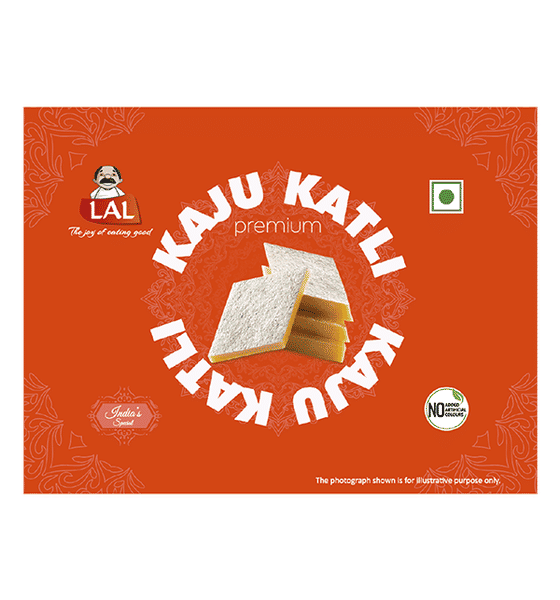 KAJU KATLI
LAL
The joy of eating good
premium
KAJU KATLI
India's
Special
NO ADDED
ARTIFICIAL
COLOURS
The photograph shown is for illustrative purpose only.